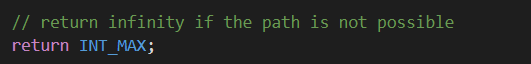 // return infinity if the path is not possible
return INT_MAX;